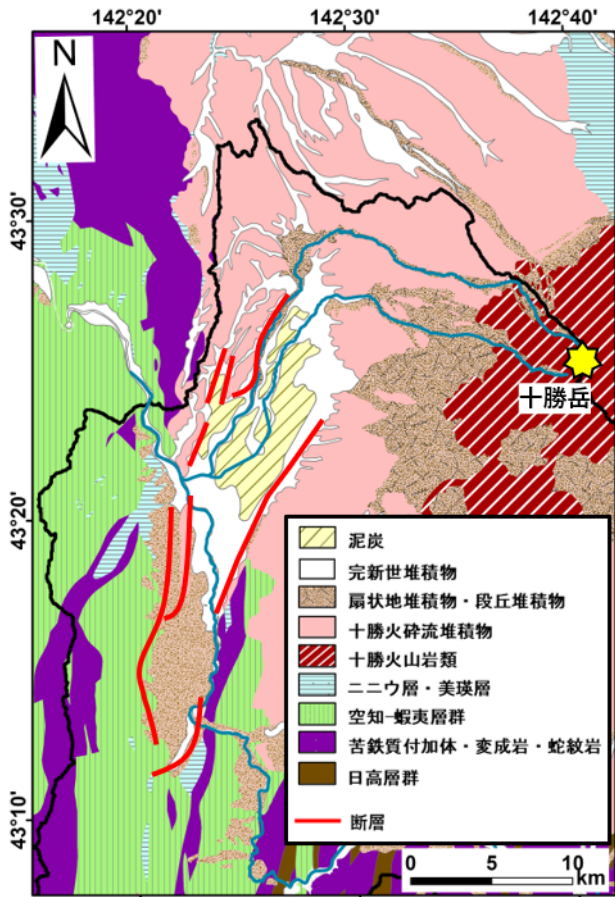 142°20' 142°30' 142°40'
N
43°30'
十勝岳
43°20'
泥炭
完新世堆積物
扇状地堆積物・段丘堆積物
十勝火砕流堆積物
十勝火山岩類
ニニウ層・美瑛層
空知-蝦夷層群
苦鉄質付加体・変成岩・蛇紋岩
日高層群
断層
43°10'
0 5 10
km